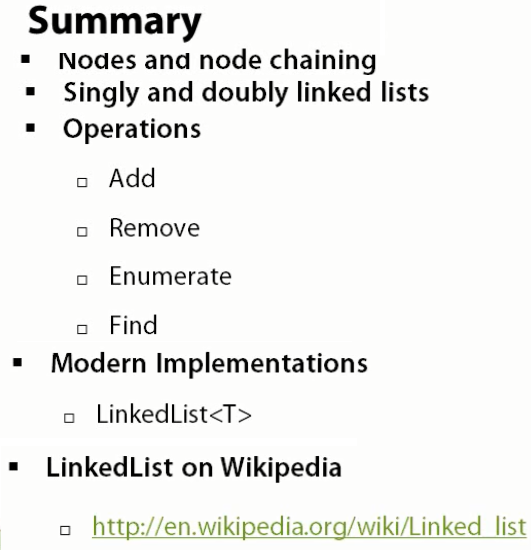 Summary
▪ Nodes and node chaining
▪ Singly and doubly linked lists
▪ Operations
□ Add
□ Remove
□ Enumerate
□ Find
▪ Modern Implementations
□ LinkedList<T>
▪ LinkedList on Wikipedia
□ http://en.wikipedia.org/wiki/Linked_list